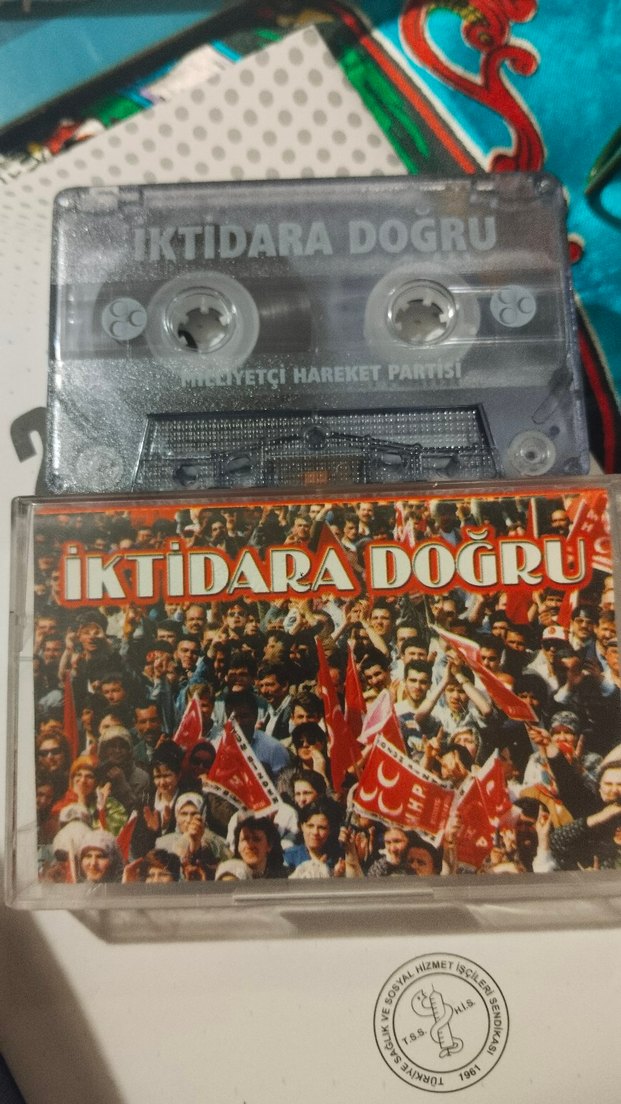 İKTİDARA DOĞRU
MİLLİYETÇİ HAREKET PARTİSİ
İKTİDARA DOĞRU
MHP
TÜRKİYE SAĞLIK VE SOSYAL HİZMET İŞÇİLERİ SENDİKASI
T.S.S. H.İ.S.
1961